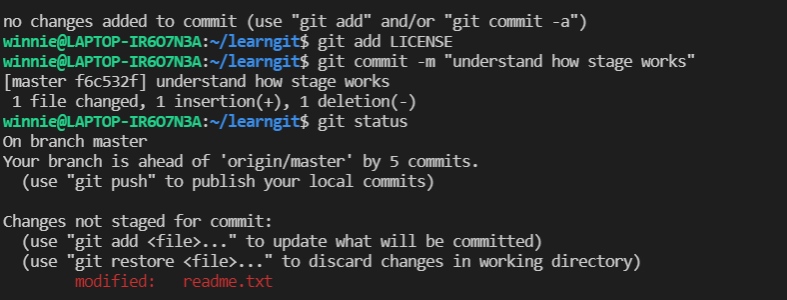 no changes added to commit (use "git add" and/or "git commit -a")
winnie@LAPTOP-IR6O7N3A:~/learngit$ git add LICENSE
winnie@LAPTOP-IR6O7N3A:~/learngit$ git commit -m "understand how stage works"
[master f6c532f] understand how stage works
 1 file changed, 1 insertion(+), 1 deletion(-)
winnie@LAPTOP-IR6O7N3A:~/learngit$ git status
On branch master
Your branch is ahead of 'origin/master' by 5 commits.
  (use "git push" to publish your local commits)

Changes not staged for commit:
  (use "git add <file>..." to update what will be committed)
  (use "git restore <file>..." to discard changes in working directory)
        modified:   readme.txt